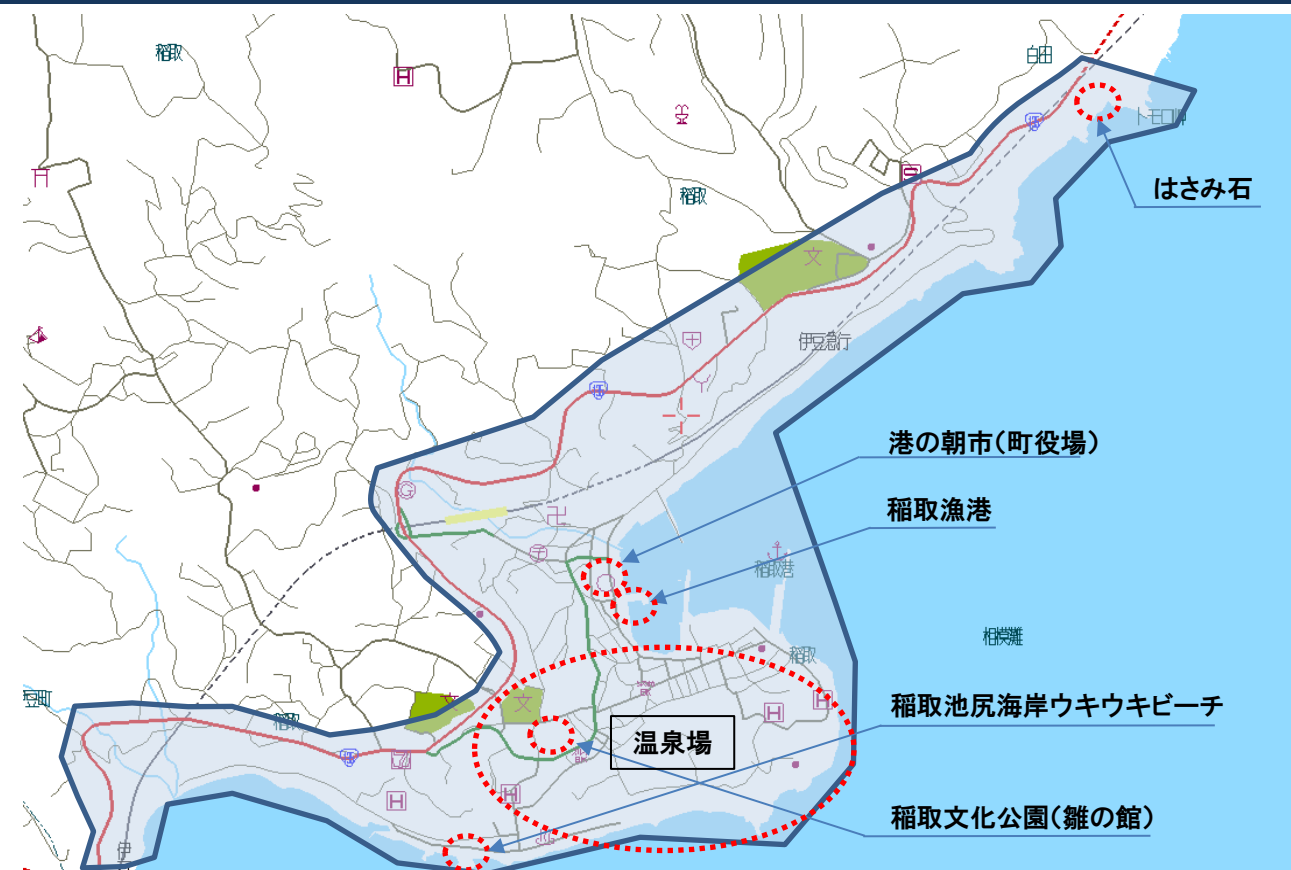 稲取
白田
H
トモロ岬
はさみ石
稲取
文
伊豆急行
港の朝市(町役場)
G
稲取漁港
稲取港
相模灘
稲取
文
文
H
H
稲取
稲取池尻海岸ウキウキビーチ
温泉場
H
H
稲取文化公園(雛の館)